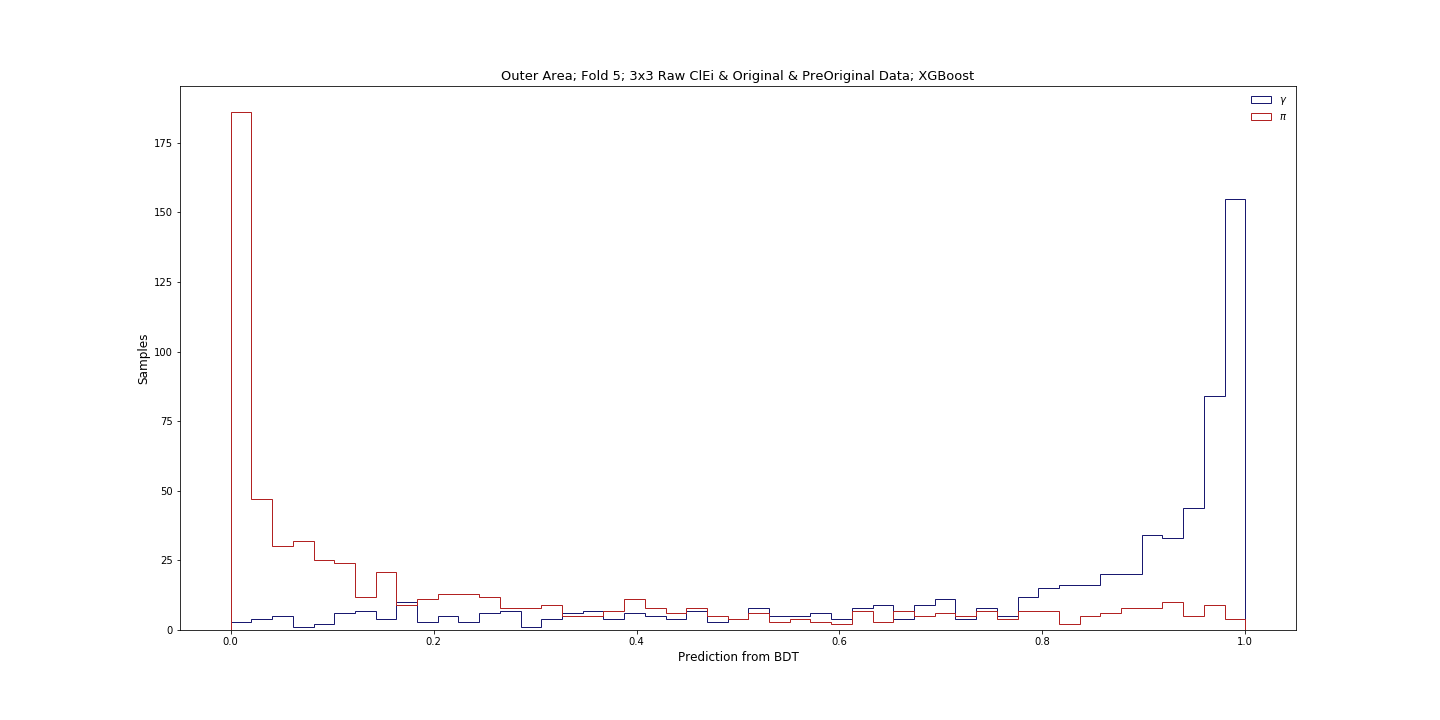 Outer Area; Fold 5; 3x3 Raw ClEi & Original & PreOriginal Data; XGBoost
γ
π
175
150
125
100
75
50
25
0
Samples
0.0 0.2 0.4 0.6 0.8 1.0
Prediction from BDT